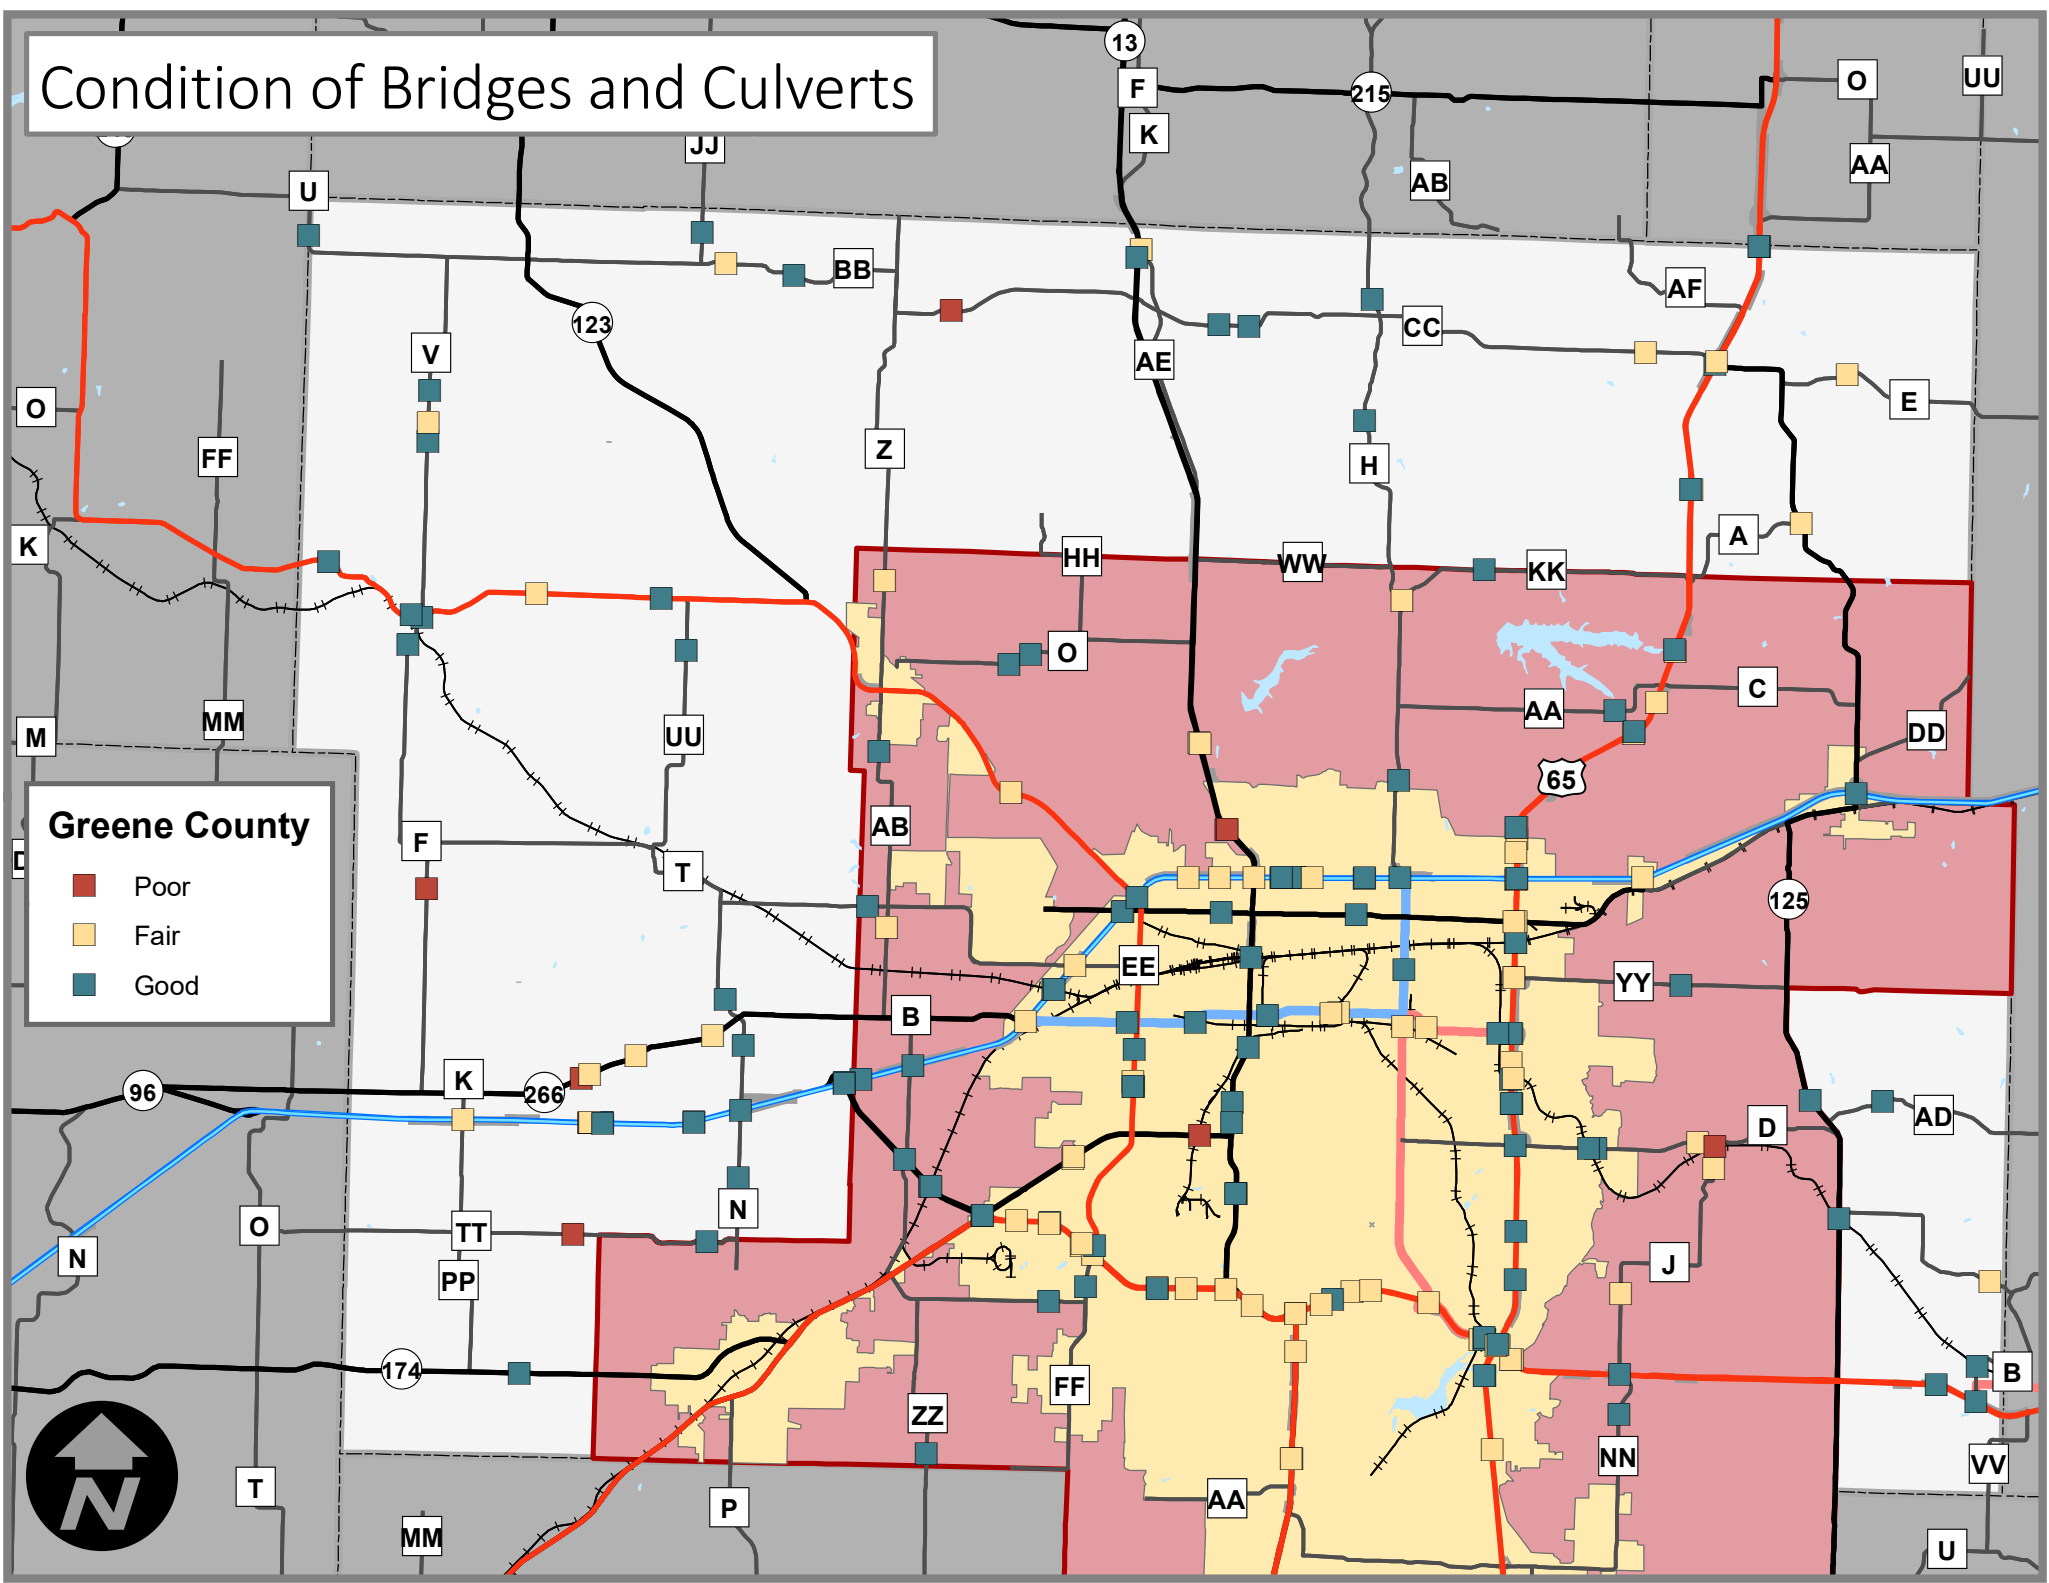 13
F
215
O
UU
Condition of Bridges and Culverts
K
JJ
AA
AB
U
BB
AF
123
CC
V
AE
O
E
Z
FF
H
A
K
HH
WW
KK
O
C
AA
MM
M
UU
DD
65
Greene County
AB
F
T
Poor
125
Fair
EE
Good
YY
B
K
96
266
AD
D
N
O
TT
J
PP
174
B
FF
ZZ
NN
VV
T
AA
P
N
MM
U